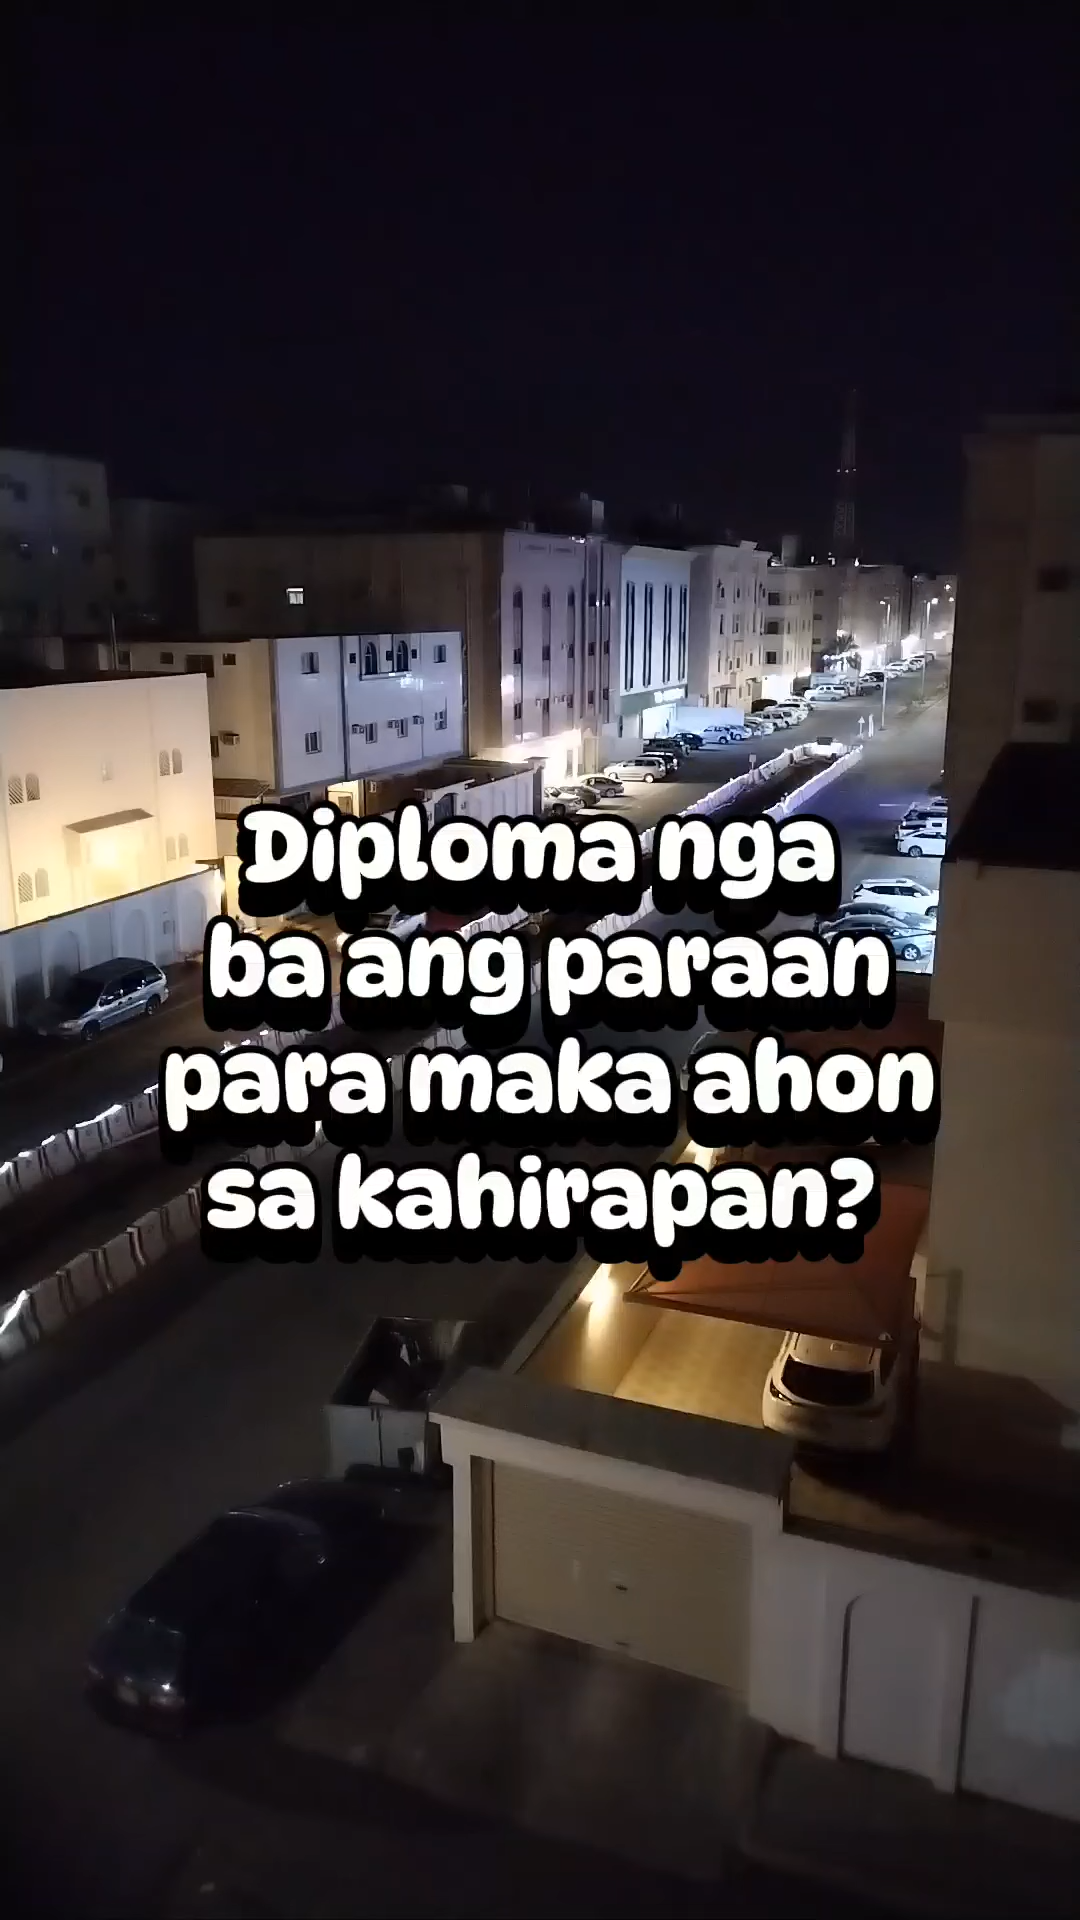 Diploma nga
ba ang paraan
para maka ahon
sa kahirapan?